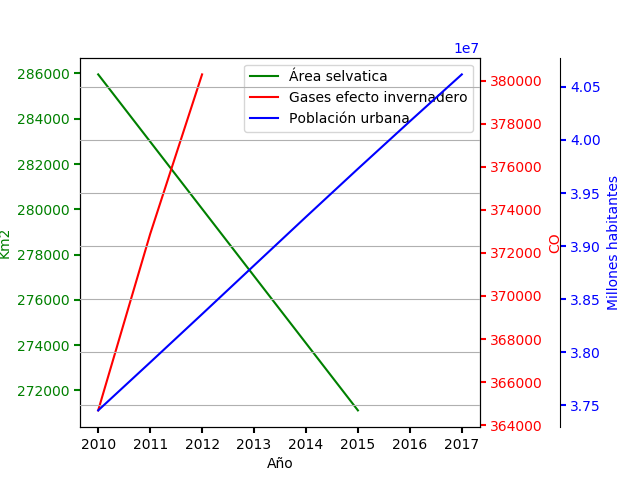 1e7
Área selvatica
Gases efecto invernadero
Población urbana
286000
284000
282000
280000
278000
276000
274000
272000
Km2
380000
378000
376000
374000
372000
370000
368000
366000
364000
CO
4.05
4.00
3.95
3.90
3.85
3.80
3.75
Millones habitantes
2010 2011 2012 2013 2014 2015 2016 2017
Año